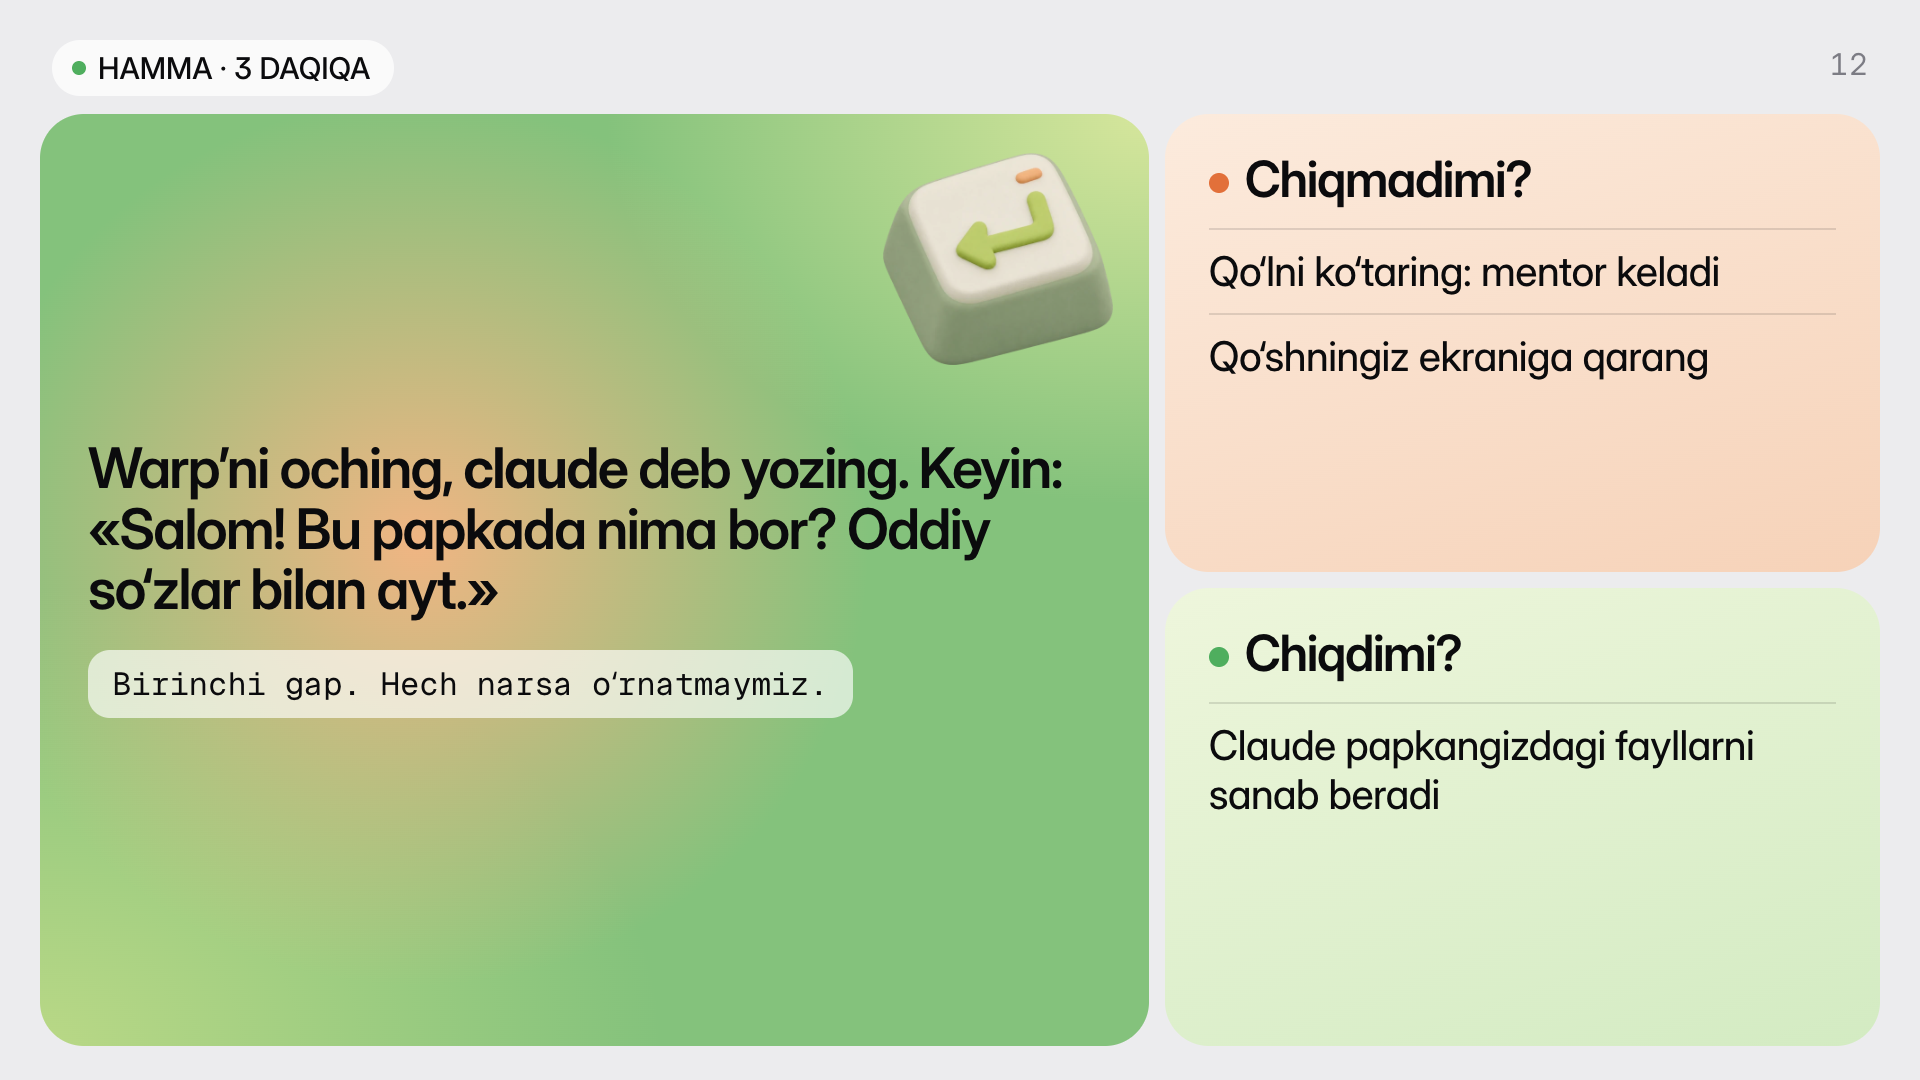 HAMMA · 3 DAQIQA
12
Warp’ni oching, claude deb yozing. Keyin:
«Salom! Bu papkada nima bor? Oddiy
so‘zlar bilan ayt.»
Birinchi gap. Hech narsa o‘rnatmaymiz.
Chiqmadimi?
Qo‘lni ko‘taring: mentor keladi
Qo‘shningiz ekraniga qarang
Chiqdimi?
Claude papkangizdagi fayllarni
sanab beradi